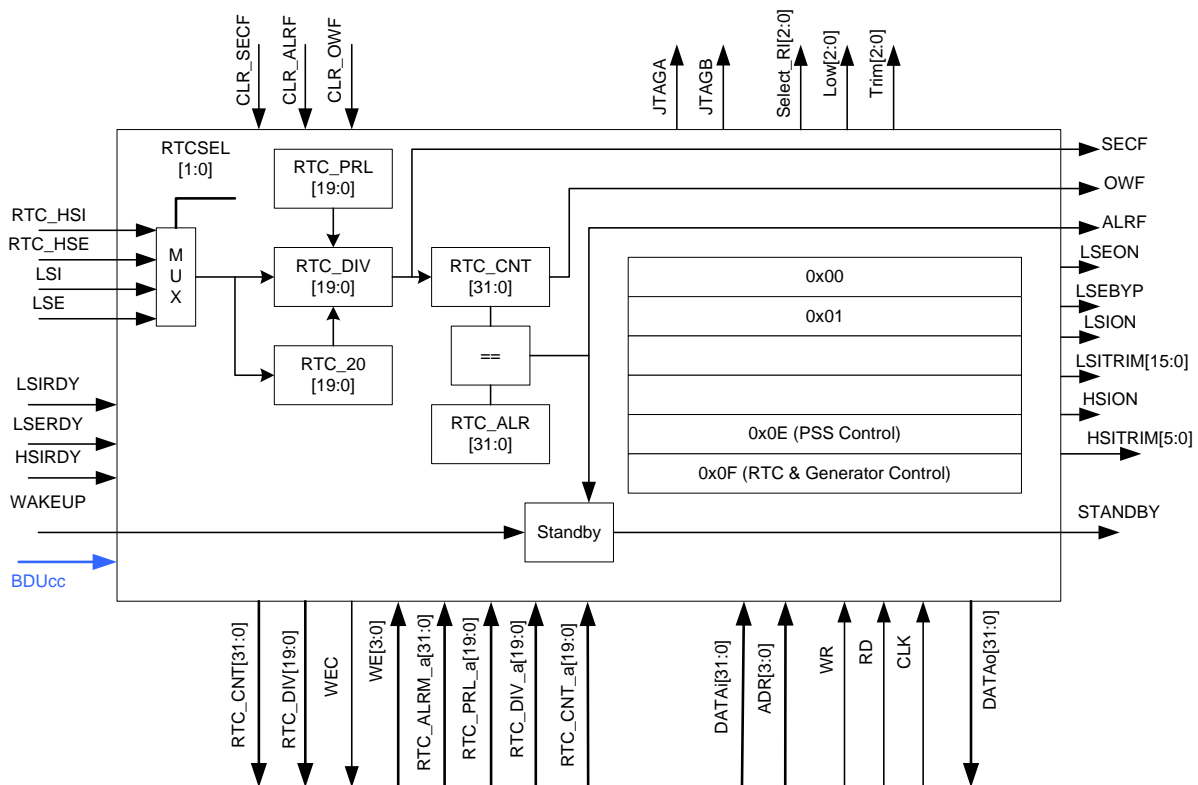 CLR_SECF
CLR_ALRF
CLR_OWF
JTAGA
JTAGB
Select_RI[2:0]
Low[2:0]
Trim[2:0]
RTCSEL
[1:0]
RTC_PRL
[19:0]
SECF
OWF
ALRF
RTC_HSI
RTC_HSE
LSI
LSE
MUX
RTC_DIV
[19:0]
RTC_CNT
[31:0]
==
RTC_20
[19:0]
RTC_ALR
[31:0]
0x00
0x01
0x0E (PSS Control)
0x0F (RTC & Generator Control)
LSEON
LSEBYP
LSION
LSITRIM[15:0]
HSION
HSITRIM[5:0]
LSIRDY
LSERDY
HSIRDY
WAKEUP
Standby
STANDBY
BDUcc
RTC_CNT[31:0]
RTC_DIV[19:0]
WEC
WE[3:0]
RTC_ALRM_a[31:0]
RTC_PRL_a[19:0]
RTC_DIV_a[19:0]
RTC_CNT_a[19:0]
DATAi[31:0]
ADR[3:0]
WR
RD
CLK
DATAo[31:0]